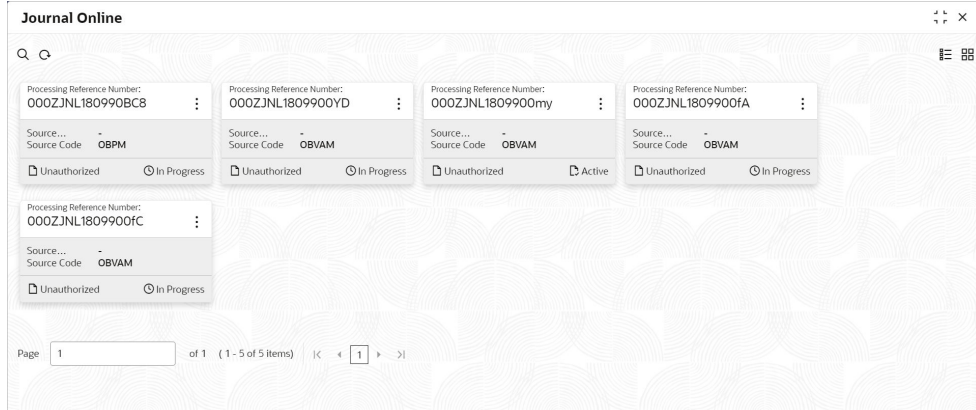 Journal Online
Processing Reference Number:
000ZJNL180990BC8
Source... -
Source Code OBPM
Unauthorized In Progress
Processing Reference Number:
000ZJNL1809900YD
Source... -
Source Code OBVAM
Unauthorized In Progress
Processing Reference Number:
000ZJNL1809900my
Source... -
Source Code OBVAM
Unauthorized Active
Processing Reference Number:
000ZJNL1809900fA
Source... -
Source Code OBVAM
Unauthorized In Progress
Processing Reference Number:
000ZJNL1809900fC
Source... -
Source Code OBVAM
Unauthorized In Progress
Page 1 of 1 ( 1 - 5 of 5 items) 1